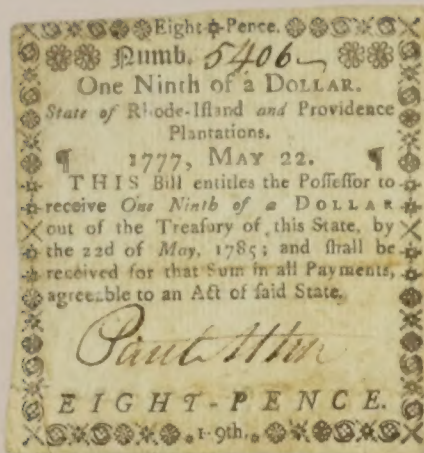 Eight-Pence.
Numb. 5406
One Ninth of a DOLLAR.
State of Rhode-Iſland and Providence
Plantations.
¶ 1777, MAY 22. ¶
THIS Bill entitles the Poſſeſſor to
receive One Ninth of a DOLLAR
out of the Treaſury of this State, by
the 22d of May, 1785; and ſhall be
received for that Sum in all Payments,
agreeable to an Act of ſaid State.
EIGHT-PENCE.
1-9th.